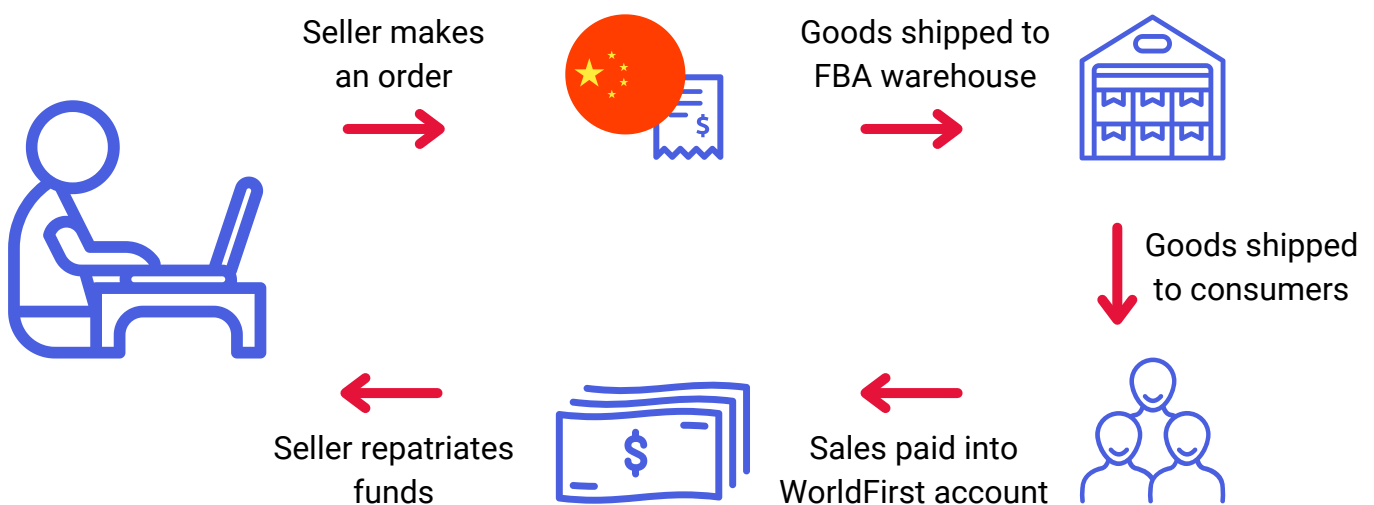 Seller makes
an order
$
Goods shipped to
FBA warehouse
Goods shipped
to consumers
Sales paid into
WorldFirst account
$
Seller repatriates
funds